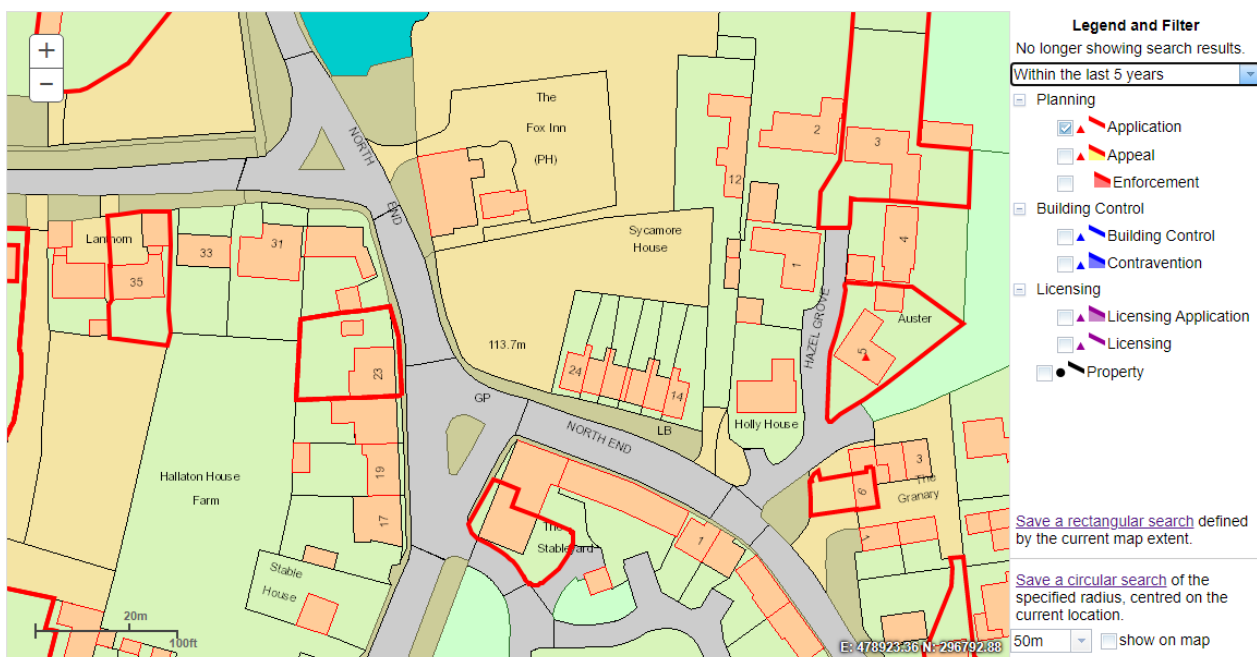 +
−
NORTH
END
The
Fox Inn
(PH)
12
2
3
4
Sycamore
House
1
HAZEL GROVE
Auster
5
Lanthorn
35
33
31
23
113.7m
24
14
GP
NORTH END
LB
Holly House
3
The
Granary
6
1
Hallaton House
Farm
19
17
The
Stableyard
1
Stable
House
20m
100ft
E: 478923.36 N: 296792.88
Legend and Filter
No longer showing search results.
Within the last 5 years
Planning
Application
Appeal
Enforcement
Building Control
Building Control
Contravention
Licensing
Licensing Application
Licensing
Property
Save a rectangular search defined
by the current map extent.
Save a circular search of the
specified radius, centred on the
current location.
50m
show on map